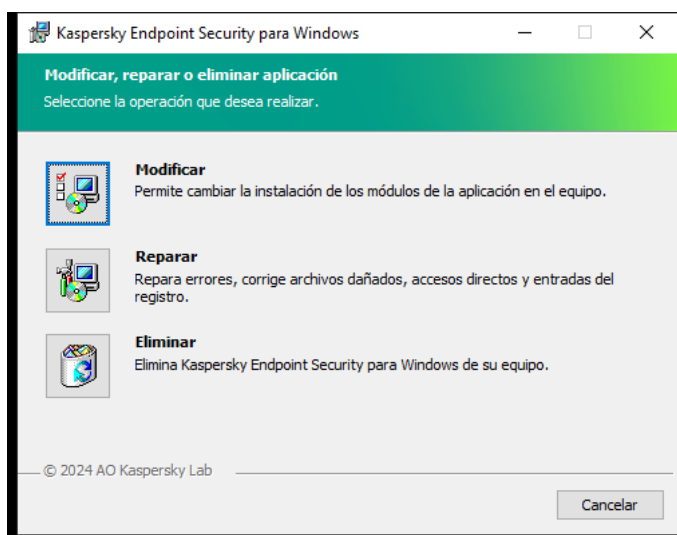 Kaspersky Endpoint Security para Windows
Modificar, reparar o eliminar aplicación
Seleccione la operación que desea realizar.
Modificar
Permite cambiar la instalación de los módulos de la aplicación en el equipo.
Reparar
Repara errores, corrige archivos dañados, accesos directos y entradas del
registro.
Eliminar
Elimina Kaspersky Endpoint Security para Windows de su equipo.
© 2024 AO Kaspersky Lab
Cancelar